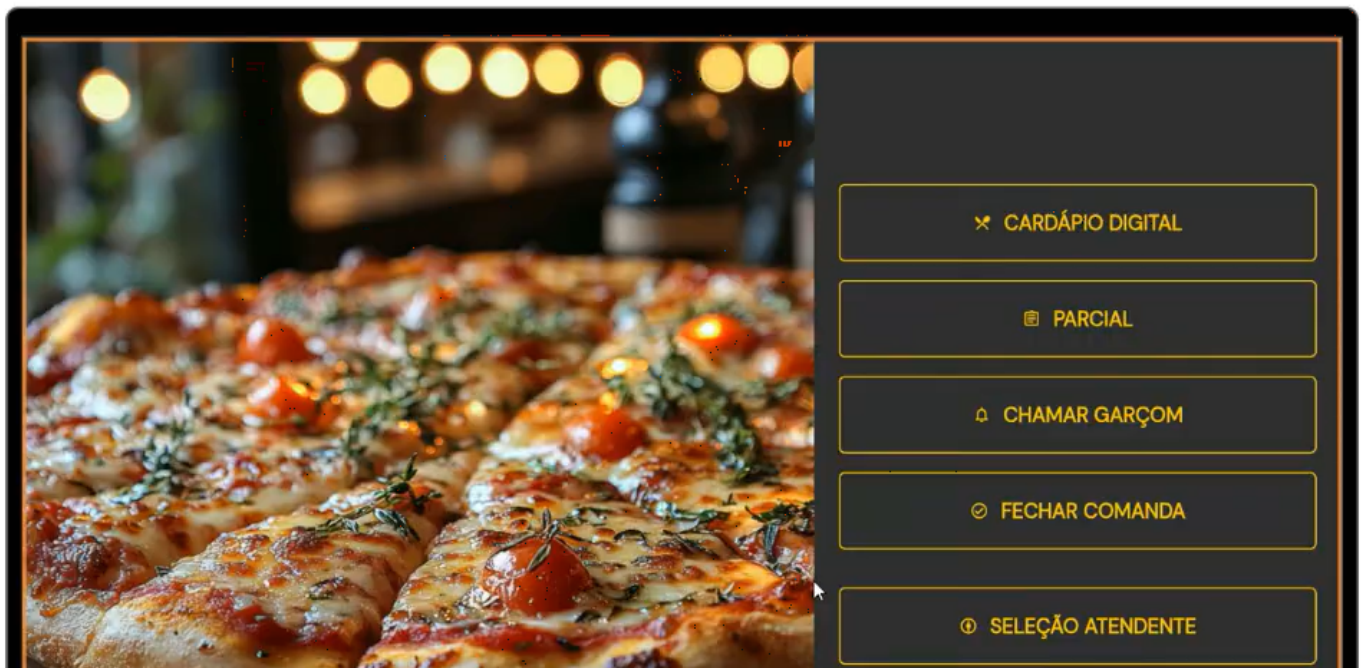 CARDÁPIO DIGITAL
PARCIAL
CHAMAR GARÇOM
FECHAR COMANDA
SELEÇÃO ATENDENTE